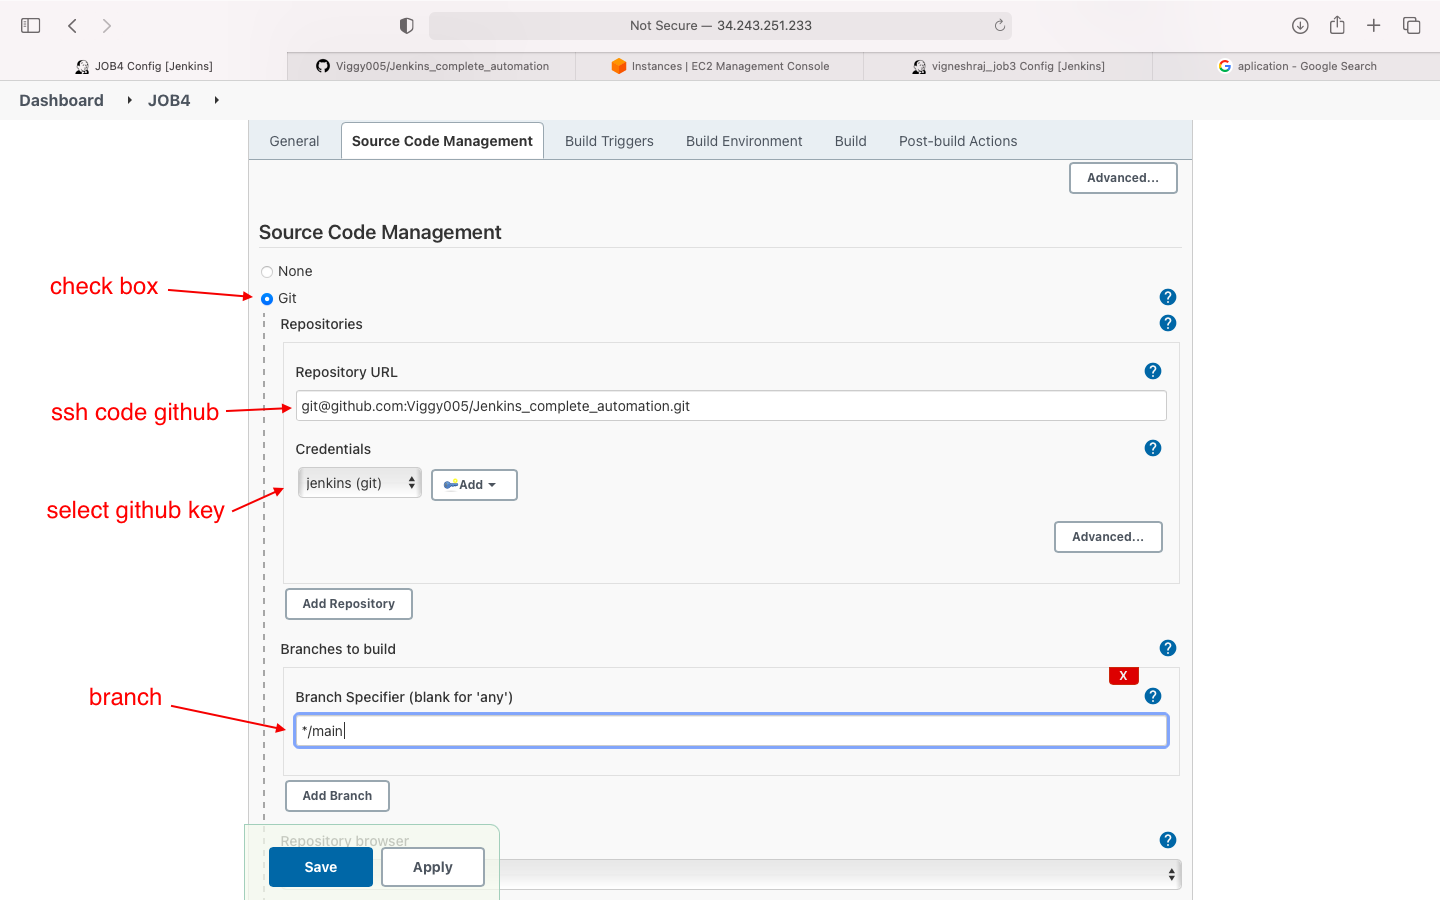 Not Secure — 34.243.251.233
JOB4 Config [Jenkins]
Viggy005/Jenkins_complete_automation
Instances | EC2 Management Console
vigneshraj_job3 Config [Jenkins]
aplication - Google Search
Dashboard
JOB4
General
Source Code Management
Build Triggers
Build Environment
Build
Post-build Actions
Advanced...
Source Code Management
None
check box
Git
?
Repositories
?
Repository URL
?
ssh code github
git@github.com:Viggy005/Jenkins_complete_automation.git
Credentials
?
jenkins (git)
Add
select github key
Advanced...
Add Repository
Branches to build
?
X
branch
Branch Specifier (blank for 'any')
?
*/main
Add Branch
Repository browser
?
Save
Apply